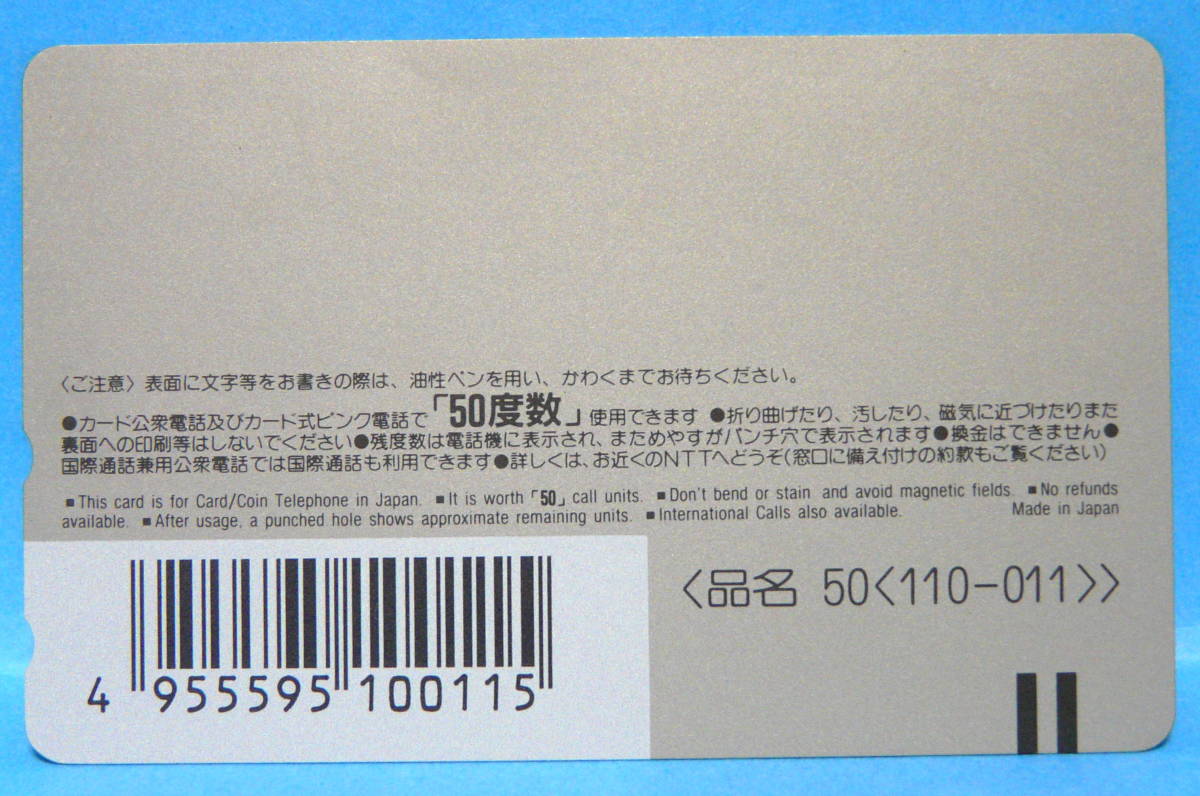 〈ご注意〉表面に文字等をお書きの際は、油性ペンを用い、かわくまでお待ちください。
●カード公衆電話及びカード式ピンク電話で「50度数」使用できます ●折り曲げたり、汚したり、磁気に近づけたりまた
裏面への印刷等はしないでください●残度数は電話機に表示され、まためやすがパンチ穴で表示されます●換金はできません●
国際通話兼用公衆電話では国際通話も利用できます●詳しくは、お近くのNTTへどうぞ(窓口に備え付けの約款もご覧ください)
■This card is for Card/Coin Telephone in Japan. ■It is worth「50」call units. ■Don't bend or stain and avoid magnetic fields. ■No refunds
available. ■After usage, a punched hole shows approximate remaining units. ■International Calls also available. Made in Japan
〈品名 50〈110-011〉〉
4 955595 100115